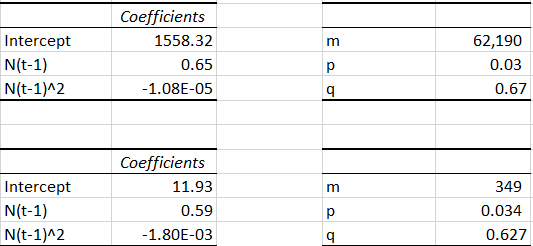 Coefficients
Intercept 1558.32 m 62,190
N(t-1) 0.65 p 0.03
N(t-1)^2 -1.08E-05 q 0.67
Coefficients
Intercept 11.93 m 349
N(t-1) 0.59 p 0.034
N(t-1)^2 -1.80E-03 q 0.627